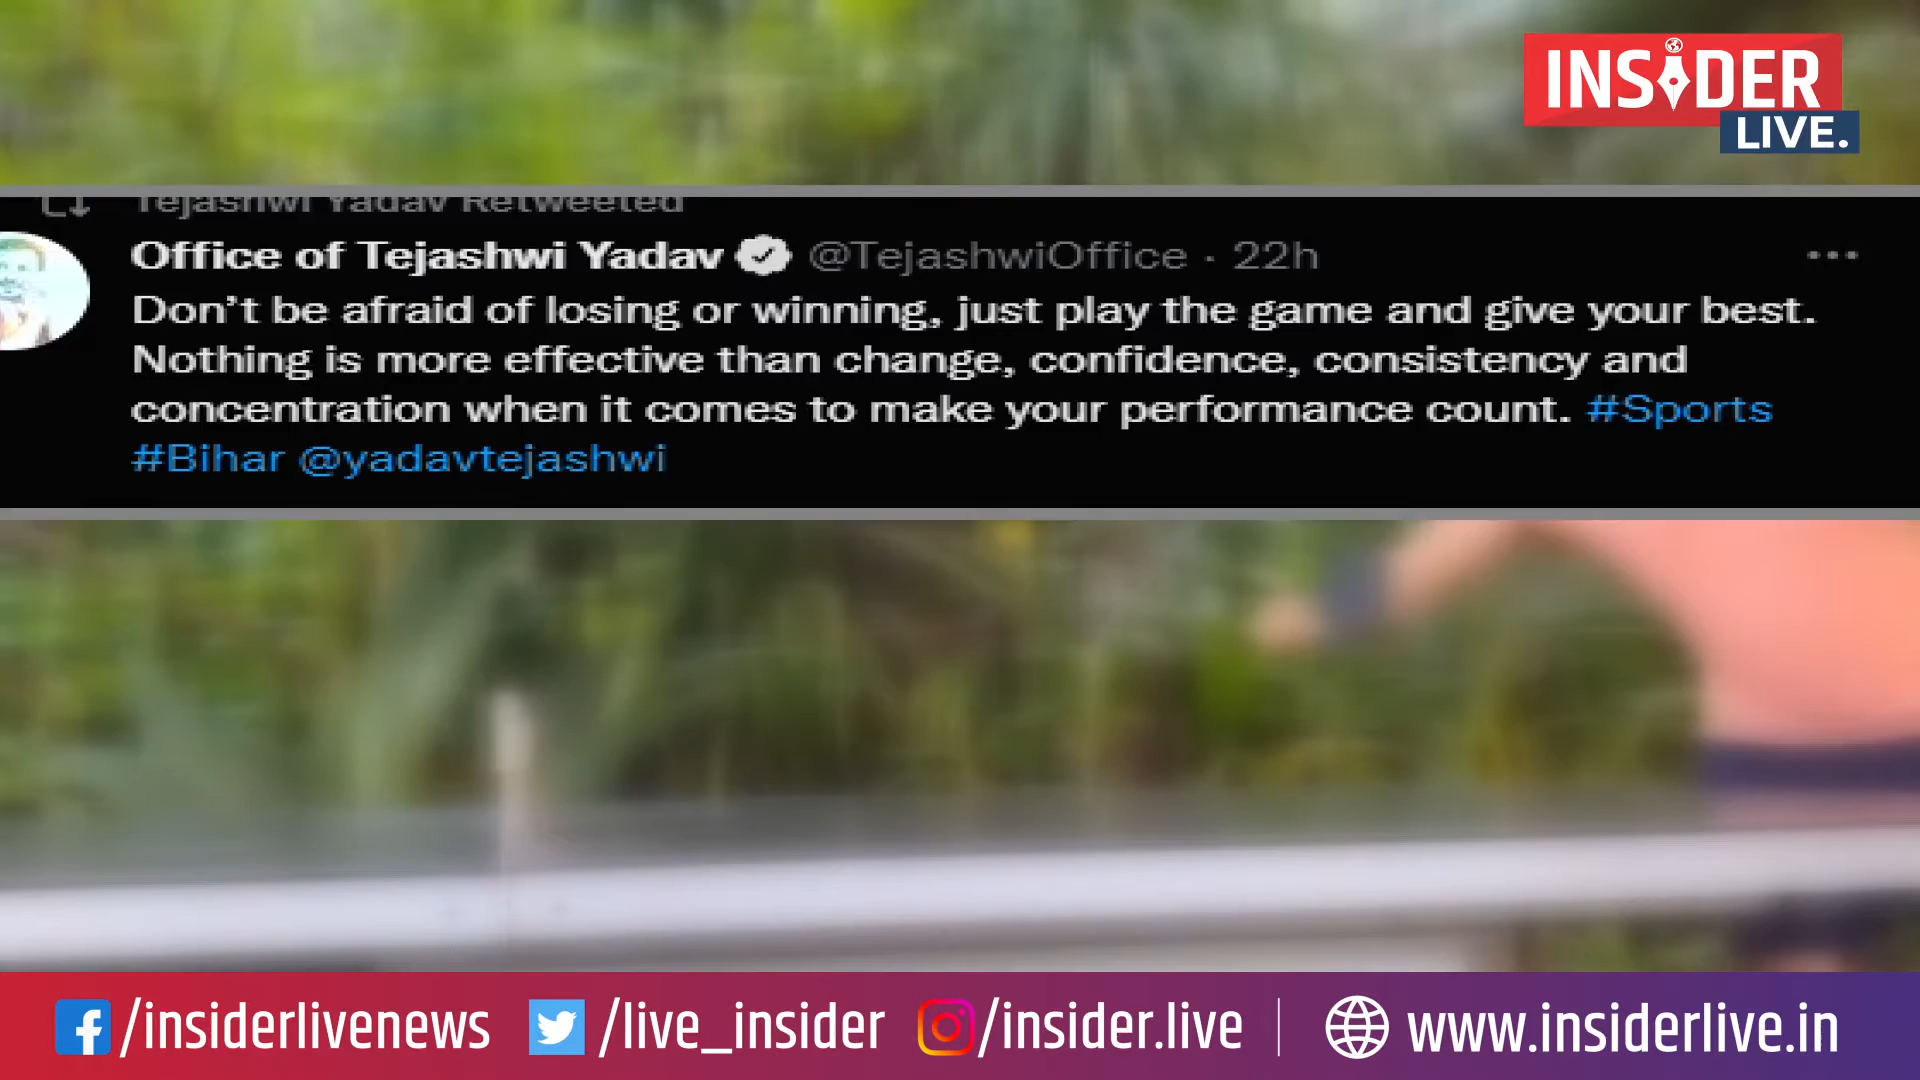 INSIDER
LIVE.
Tejashwi Yadav Retweeted
Office of Tejashwi Yadav @TejashwiOffice · 22h
Don’t be afraid of losing or winning, just play the game and give your best.
Nothing is more effective than change, confidence, consistency and
concentration when it comes to make your performance count. #Sports
#Bihar @yadavtejashwi
/insiderlivenews /live_insider /insider.live www.insiderlive.in